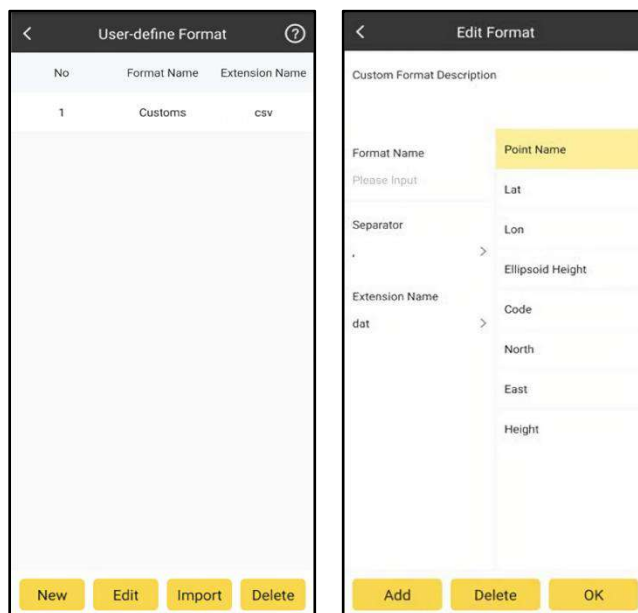 User-define Format
No Format Name Extension Name
1 Customs csv
New Edit Import Delete
Edit Format
Custom Format Description
Format Name
Please Input
Separator
,
Extension Name
dat
Point Name
Lat
Lon
Ellipsoid Height
Code
North
East
Height
Add Delete OK